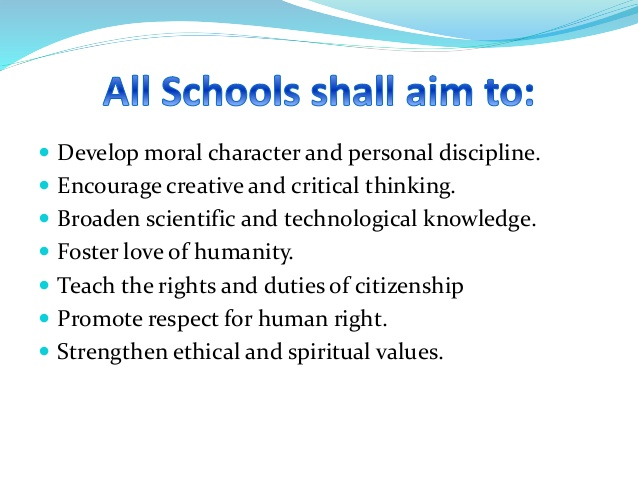 All Schools shall aim to:
• Develop moral character and personal discipline.
• Encourage creative and critical thinking.
• Broaden scientific and technological knowledge.
• Foster love of humanity.
• Teach the rights and duties of citizenship
• Promote respect for human right.
• Strengthen ethical and spiritual values.